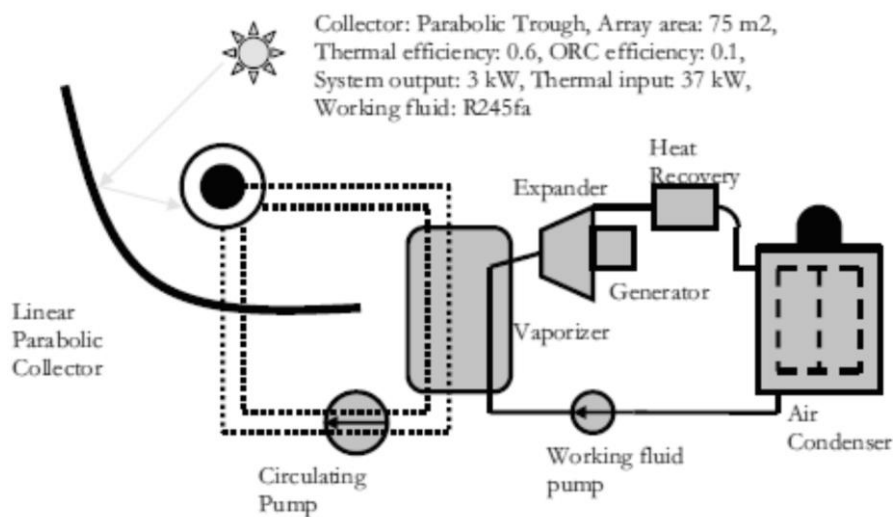 Collector: Parabolic Trough, Array area: 75 m2,
Thermal efficiency: 0.6, ORC efficiency: 0.1,
System output: 3 kW, Thermal input: 37 kW,
Working fluid: R245fa
Heat
Recovery
Expander
Generator
Linear
Parabolic
Collector
Vaporizer
Air
Condenser
Circulating
Pump
Working fluid
pump